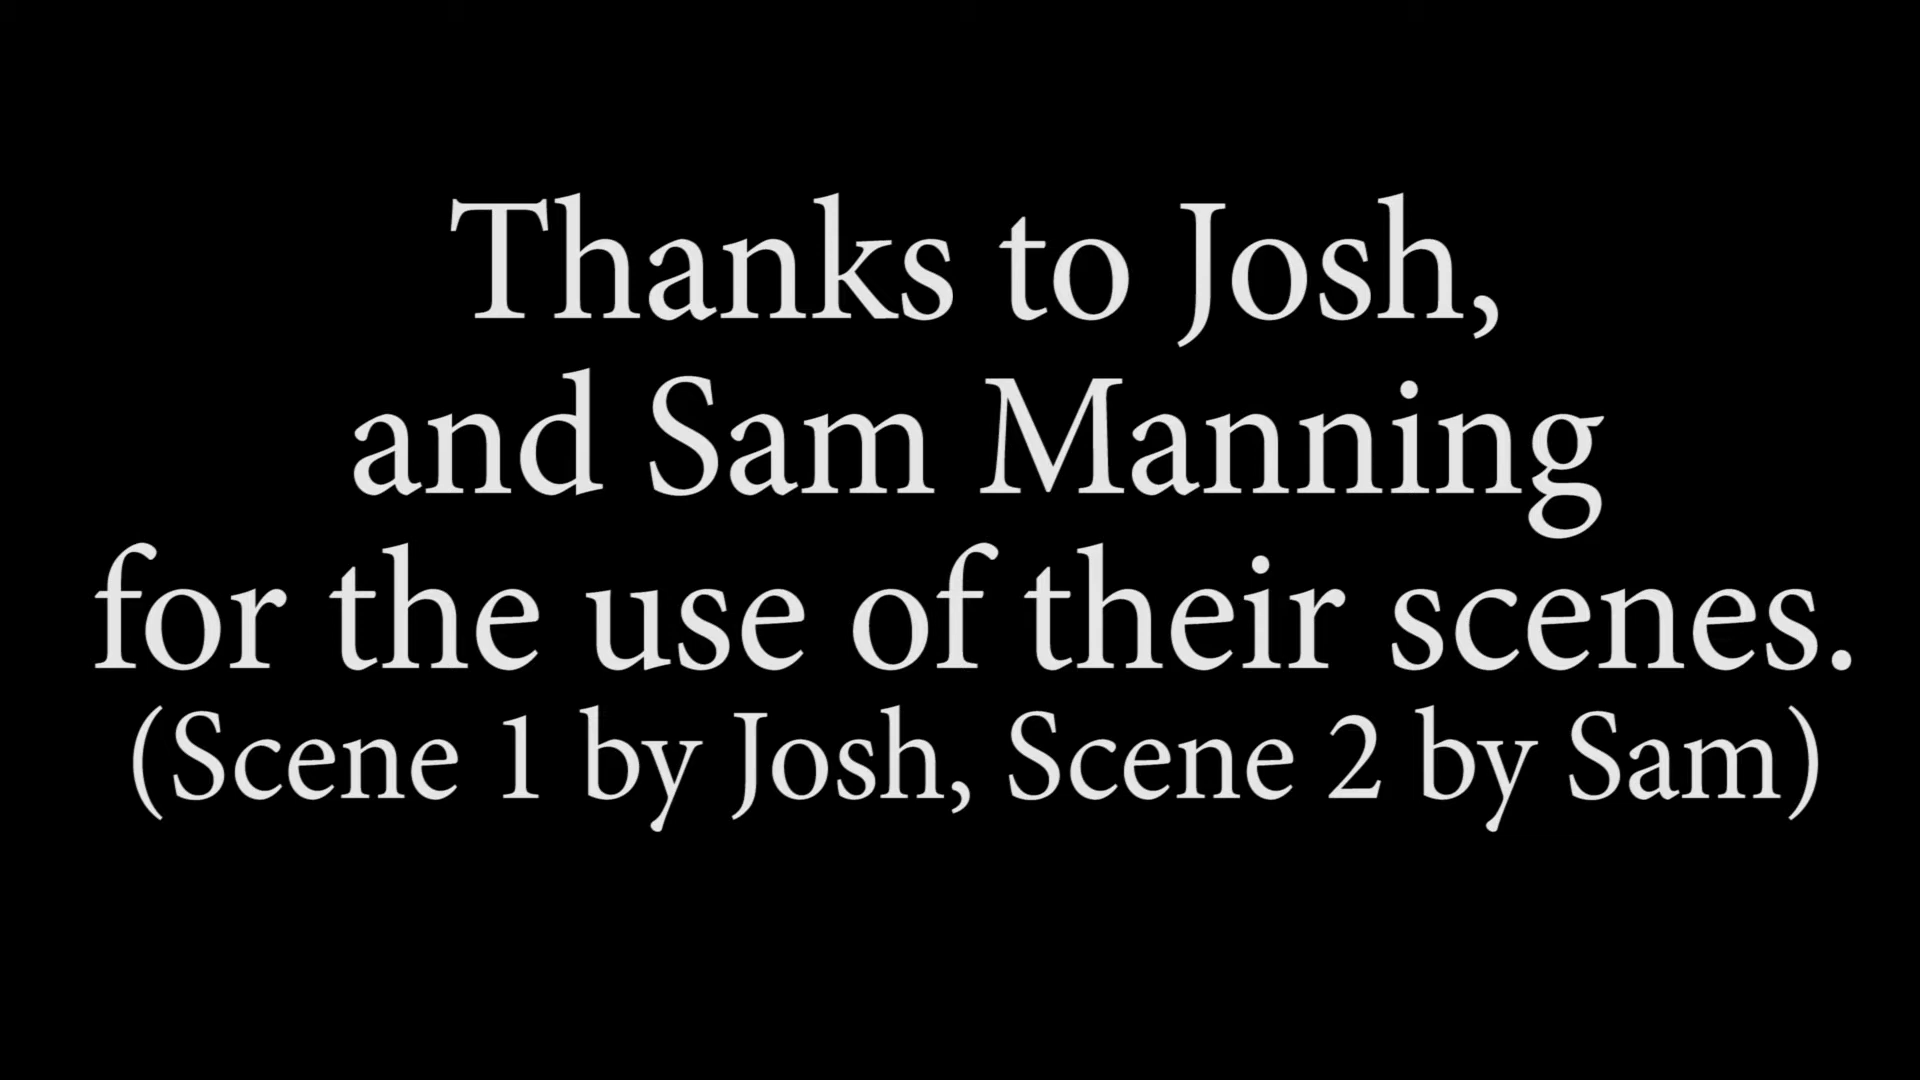 Thanks to Josh,
and Sam Manning
for the use of their scenes.
(Scene 1 by Josh, Scene 2 by Sam)